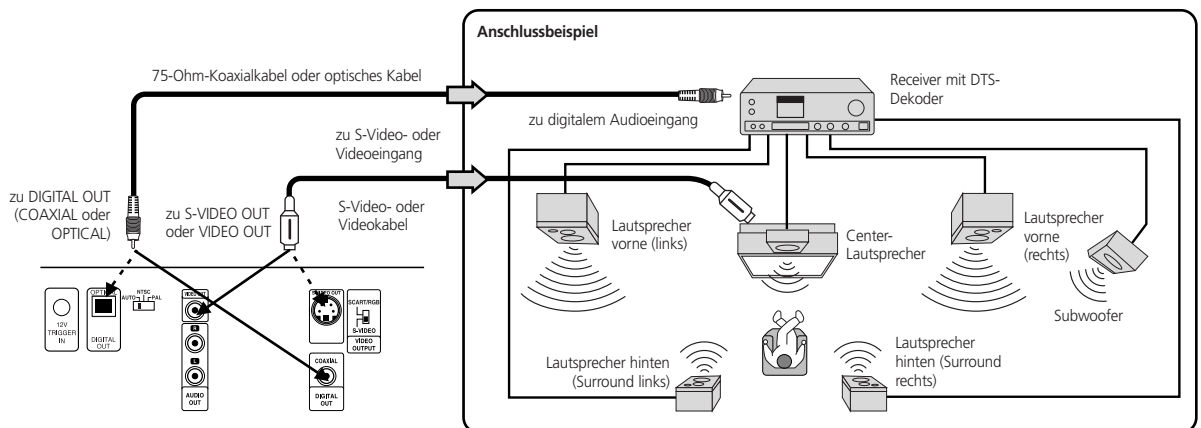 Anschlussbeispiel
75-Ohm-Koaxialkabel oder optisches Kabel
Receiver mit DTS-
Dekoder
zu digitalem Audioeingang
zu S-Video- oder
Videoeingang
zu DIGITAL OUT
(COAXIAL oder
OPTICAL)
zu S-VIDEO OUT
oder VIDEO OUT
S-Video- oder
Videokabel
Lautsprecher
vorne (links)
Center-
Lautsprecher
Lautsprecher
vorne
(rechts)
Subwoofer
Lautsprecher hinten
(Surround links)
Lautsprecher
hinten (Surround
rechts)
12V
TRIGGER
IN
DIGITAL
OUT
NTSC
AUTO
PAL
VIDEO OUT
R
L
AUDIO
OUT
SCART/RGB
S-VIDEO
VIDEO
OUTPUT
COAXIAL
DIGITAL
OUT